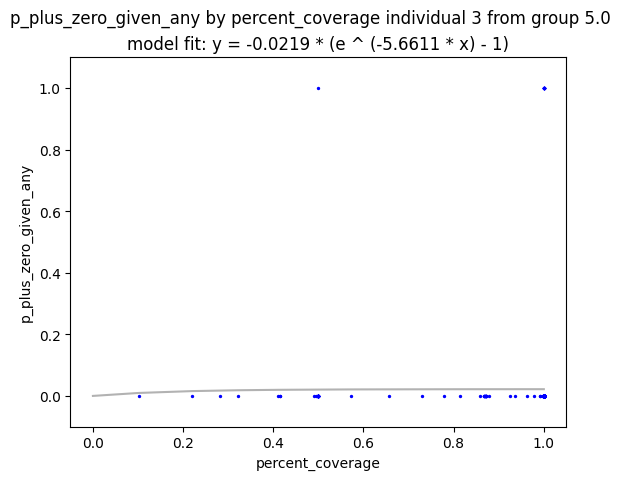 p_plus_zero_given_any by percent_coverage individual 3 from group 5.0
model fit: y = -0.0219 * (e ^ (-5.6611 * x) - 1)
1.0
0.8
0.6
0.4
0.2
0.0
p_plus_zero_given_any
0.0 0.2 0.4 0.6 0.8 1.0
percent_coverage